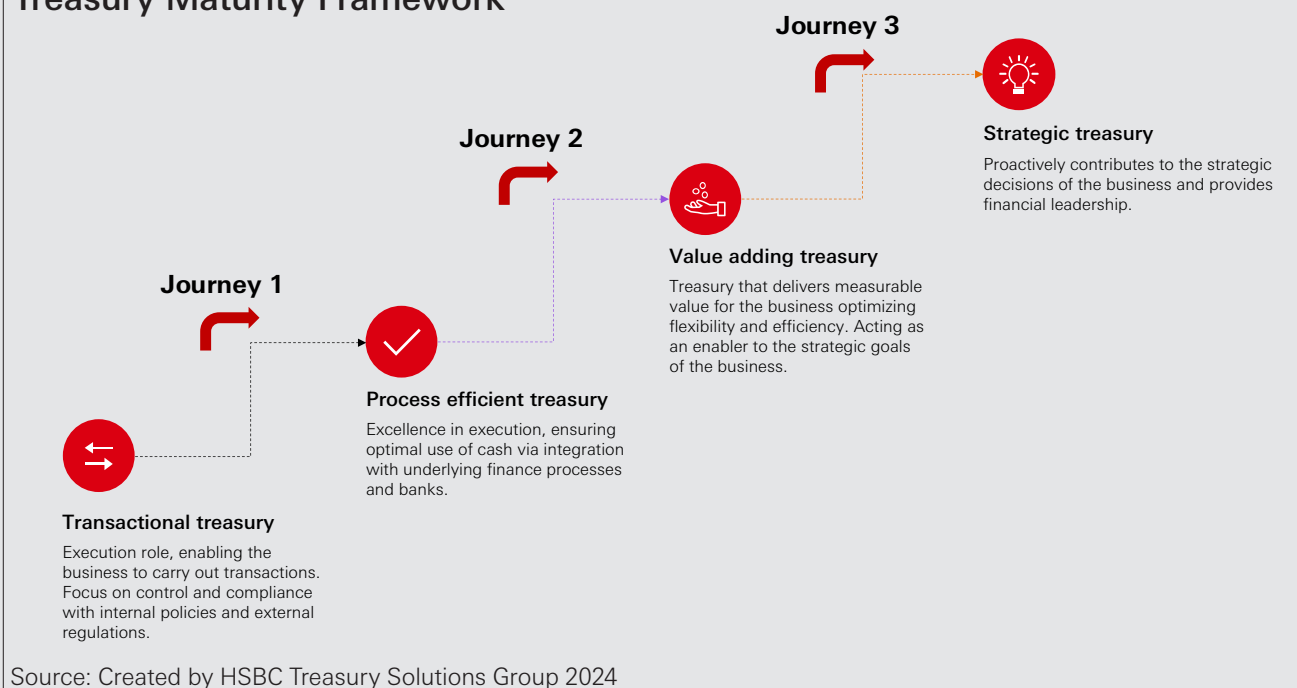 Treasury Maturity Framework
Journey 3
Strategic treasury
Proactively contributes to the strategic
decisions of the business and provides
financial leadership.
Journey 2
Value adding treasury
Treasury that delivers measurable
value for the business optimizing
flexibility and efficiency. Acting as
an enabler to the strategic goals
of the business.
Journey 1
Process efficient treasury
Excellence in execution, ensuring
optimal use of cash via integration
with underlying finance processes
and banks.
Transactional treasury
Execution role, enabling the
business to carry out transactions.
Focus on control and compliance
with internal policies and external
regulations.
Source: Created by HSBC Treasury Solutions Group 2024